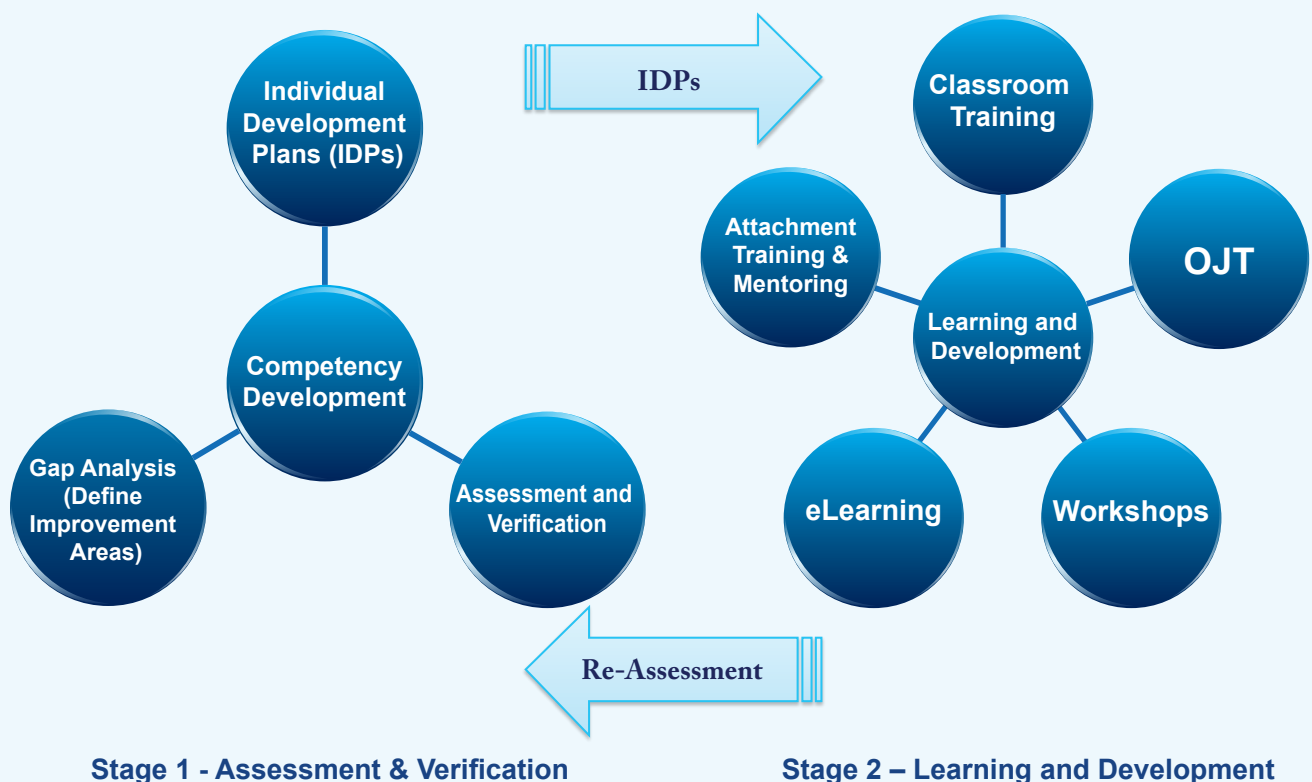 Individual
Development
Plans (IDPs)
IDPs
Classroom
Training
Attachment
Training &
Mentoring
OJT
Competency
Development
Learning and
Development
Gap Analysis
(Define
Improvement
Areas)
Assessment and
Verification
eLearning
Workshops
Re-Assessment
Stage 1 - Assessment & Verification
Stage 2 – Learning and Development